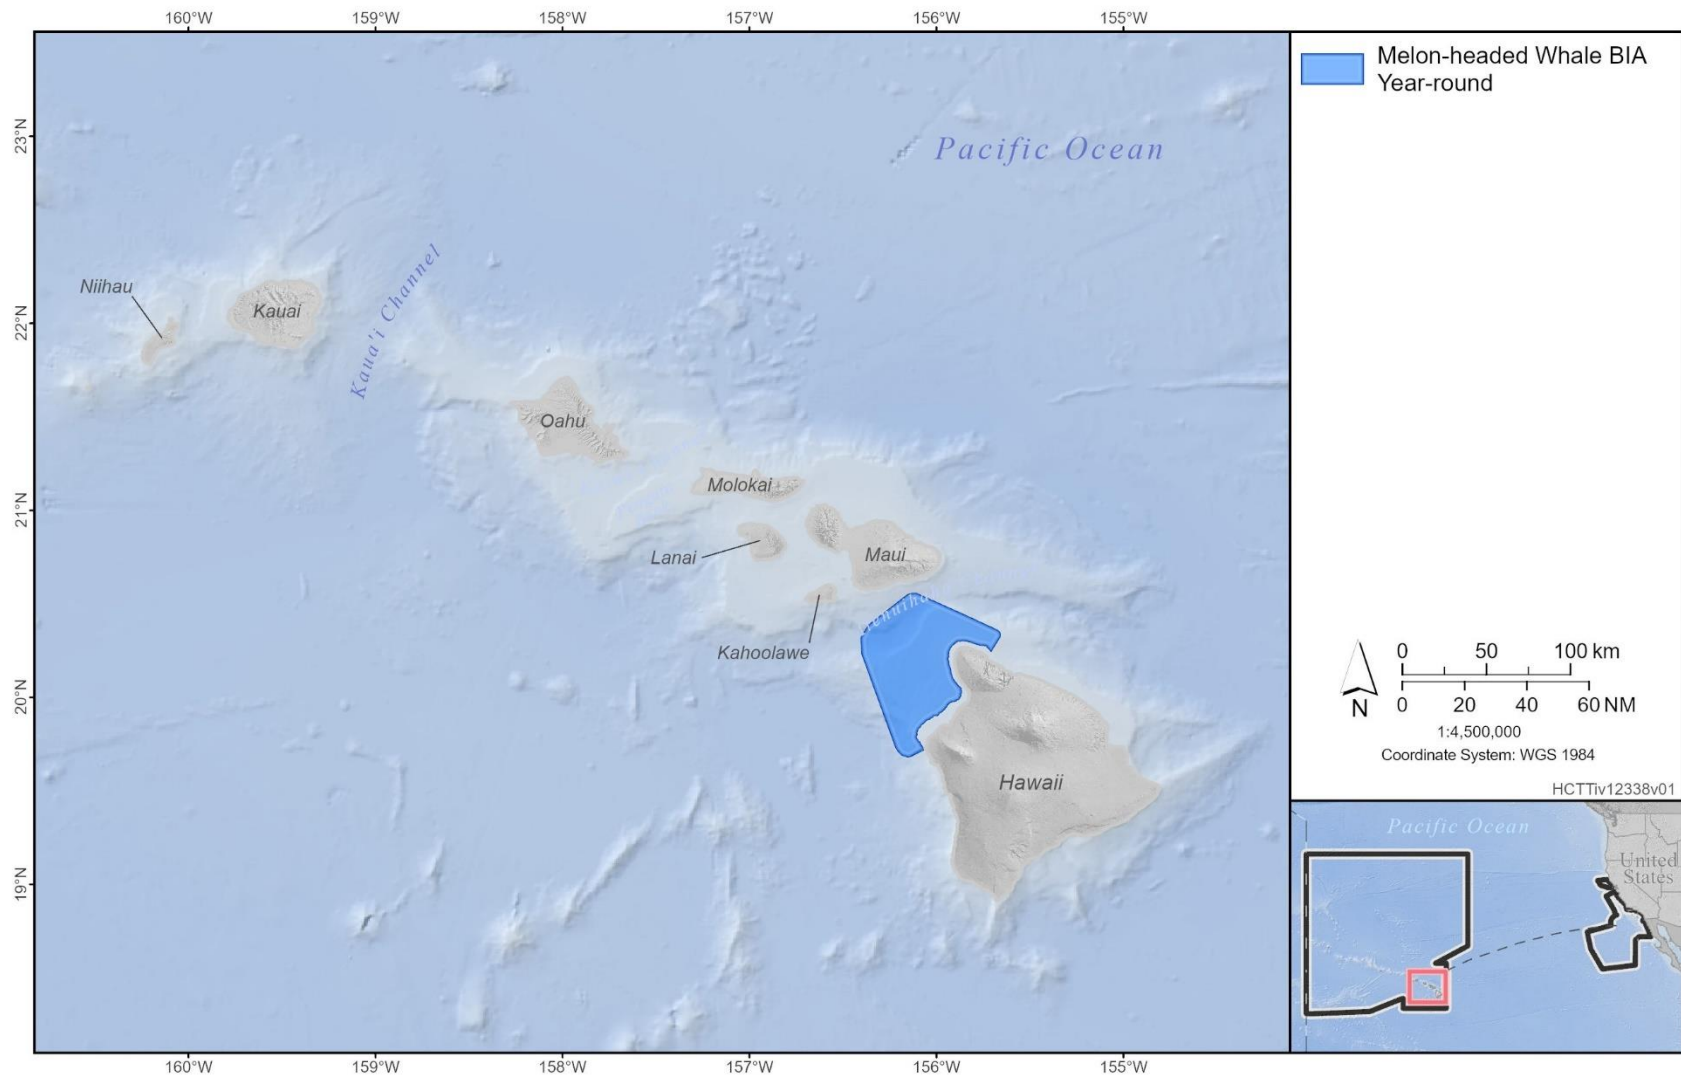 160°W 159°W 158°W 157°W 156°W 155°W
Melon-headed Whale BIA
Year-round
23°N
Pacific Ocean
Kaua'i Channel
Niihau
Kauai
22°N
Oahu
Molokai
21°N
Lanai
Maui
Kahoolawe
20°N
Hawaii
19°N
0 50 100 km
0 20 40 60 NM
N
1:4,500,000
Coordinate System: WGS 1984
HCTTiv12338v01
Pacific Ocean
United
States
160°W 159°W 158°W 157°W 156°W 155°W